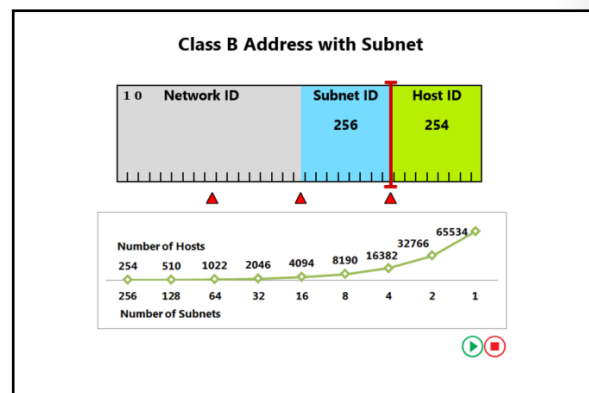 Class B Address with Subnet
1 0 Network ID Subnet ID Host ID
256 254
65534
32766
16382
8190
4094
2046
Number of Hosts
254 510 1022
256 128 64 32 16 8 4 2 1
Number of Subnets